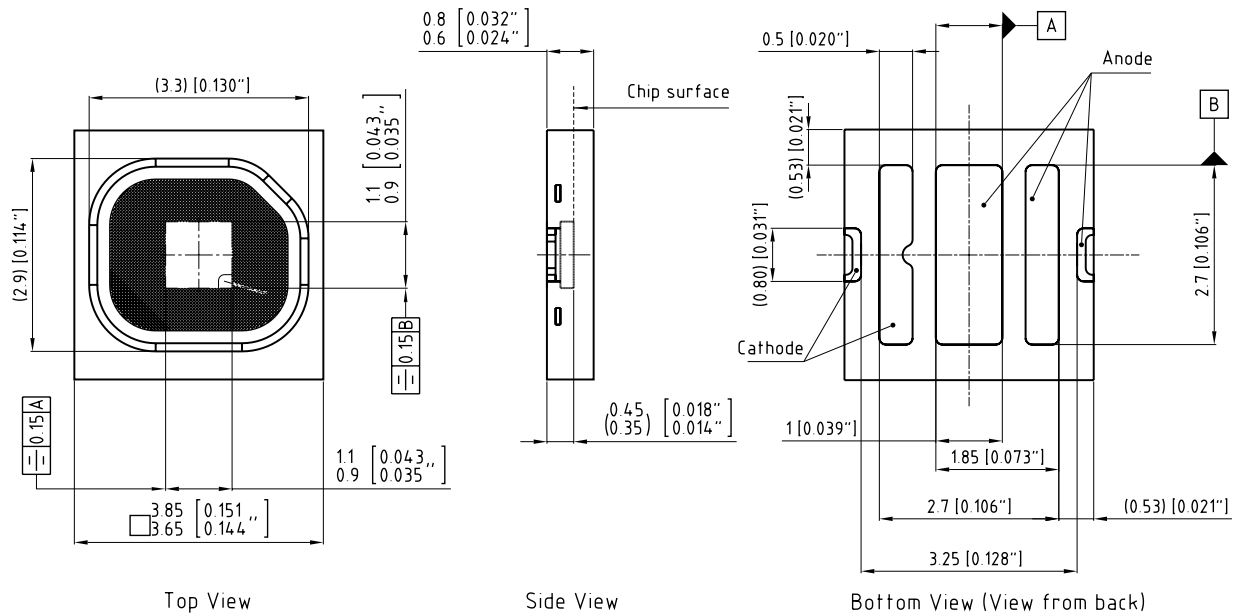 (3.3) [0.130"]
(2.9) [0.114"]
1.1 [0.043"
0.9 0.035]
0.15 B
0.15 A
1.1 [0.043"
0.9 0.035]
3.85 [0.151"
3.65 0.144]
Top View
0.8 [0.032"]
0.6 [0.024"]
Chip surface
0.45 [0.018"]
(0.35) [0.014"]
Side View
0.5 [0.020"]
A
Anode
B
(0.53) [0.021"]
(0.80) [0.031"]
2.7 [0.106"]
Cathode
1 [0.039"]
1.85 [0.073"]
2.7 [0.106"]
(0.53) [0.021"]
3.25 [0.128"]
Bottom View (View from back)